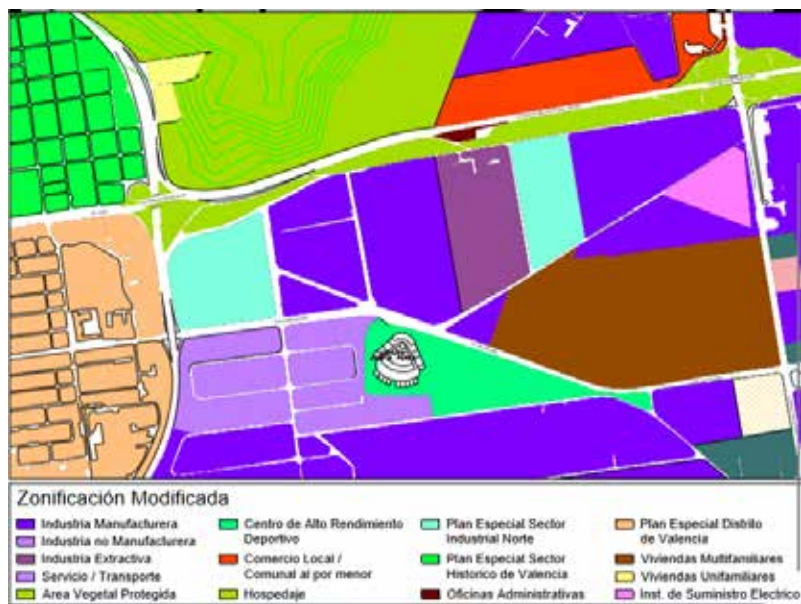 Zonificación Modificada
Industria Manufacturera
Industria no Manufacturera
Industria Extractiva
Servicio / Transporte
Area Vegetal Protegida
Centro de Alto Rendimiento
Deportivo
Comercio Local /
Comunal al por menor
Hospedaje
Plan Especial Sector
Industrial Norte
Plan Especial Sector
Historico de Valencia
Oficinas Administrativas
Plan Especial Distrito
de Valencia
Viviendas Multifamiliares
Viviendas Unifamiliares
Inst. de Suministro Electrico